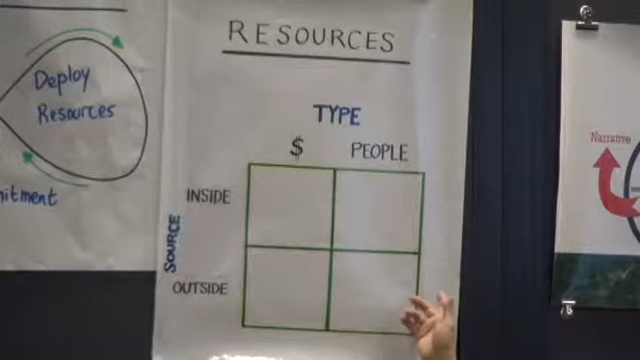 Deploy
Resources
RESOURCES
TYPE
$ PEOPLE
INSIDE
SOURCE
OUTSIDE
Narrative